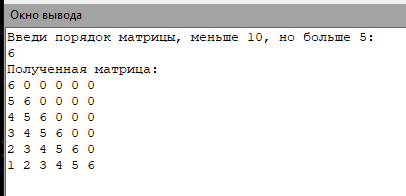 Окно вывода
Введи порядок матрицы, меньше 10, но больше 5:
6
Полученная матрица:
6 0 0 0 0 0
5 6 0 0 0 0
4 5 6 0 0 0
3 4 5 6 0 0
2 3 4 5 6 0
1 2 3 4 5 6